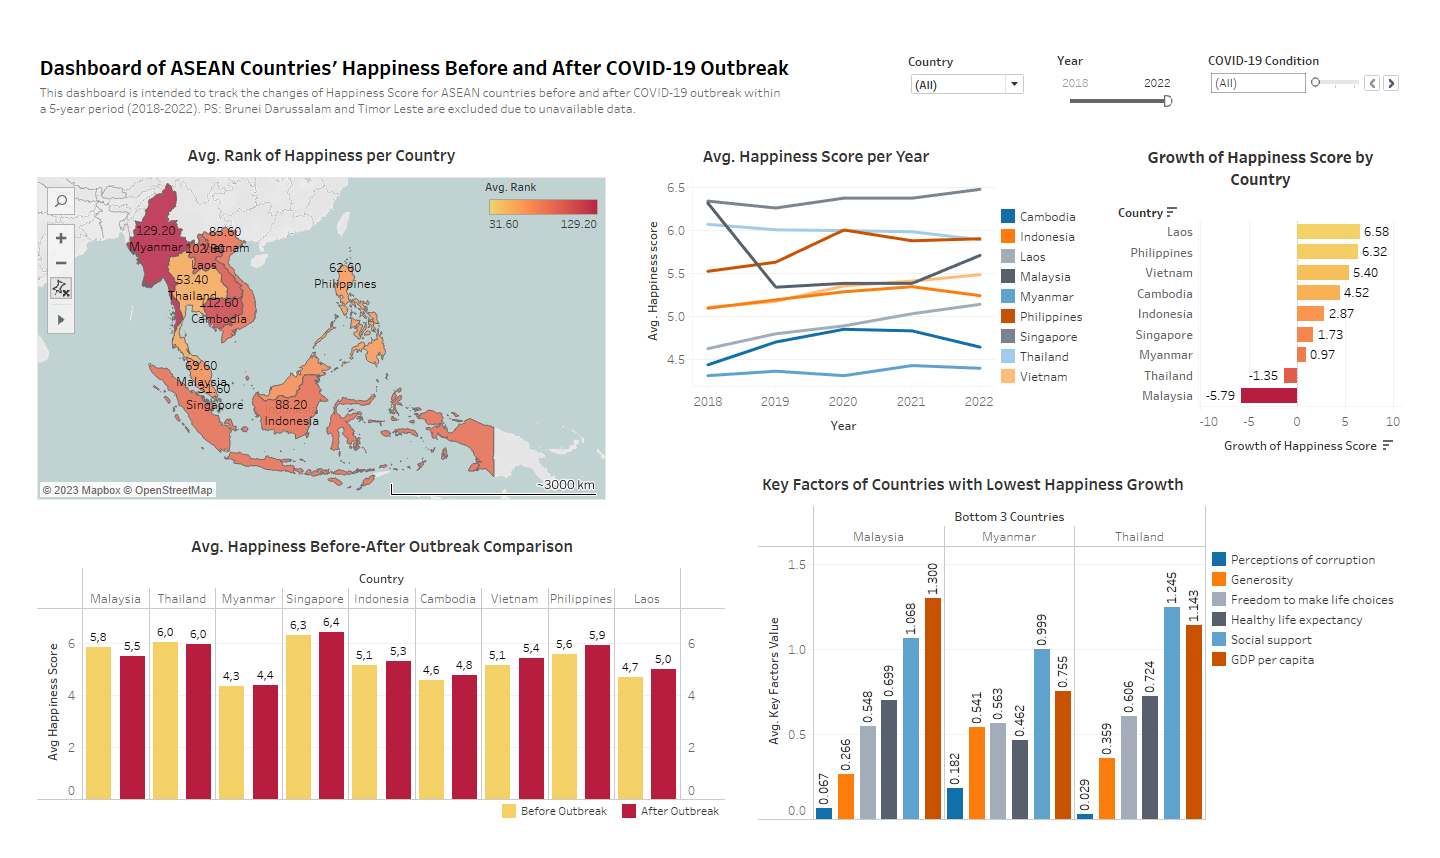 Dashboard of ASEAN Countries’ Happiness Before and After COVID-19 Outbreak
This dashboard is intended to track the changes of Happiness Score for ASEAN countries before and after COVID-19 outbreak within
a 5-year period (2018-2022). PS: Brunei Darussalam and Timor Leste are excluded due to unavailable data.
Country
(All)
Year
2018 2022
COVID-19 Condition
(All)
Avg. Rank of Happiness per Country
Avg. Rank
31.60 129.20
129.20
Myanmar
85.60
Laos
53.40
Thailand
112.60
Cambodia
62.60
Philippines
69.60
Malaysia
31.60
Singapore
88.20
Indonesia
© 2023 Mapbox © OpenStreetMap
~3000 km
Avg. Happiness Score per Year
Avg. Happiness score
6.5
6.0
5.5
5.0
4.5
2018 2019 2020 2021 2022
Year
Cambodia
Indonesia
Laos
Malaysia
Myanmar
Philippines
Singapore
Thailand
Vietnam
Growth of Happiness Score by
Country
Country
Laos 6.58
Philippines 6.32
Vietnam 5.40
Cambodia 4.52
Indonesia 2.87
Singapore 1.73
Myanmar 0.97
Thailand -1.35
Malaysia -5.79
-10 -5 0 5 10
Growth of Happiness Score
Avg. Happiness Before-After Outbreak Comparison
Country
Malaysia Thailand Myanmar Singapore Indonesia Cambodia Vietnam Philippines Laos
Avg Happiness Score
6
4
2
0
5,8 5,5 6,0 6,0 4,3 4,4 6,3 6,4 5,1 5,3 4,6 4,8 5,1 5,4 5,6 5,9 4,7 5,0
6
4
2
0
Before Outbreak After Outbreak
Key Factors of Countries with Lowest Happiness Growth
Bottom 3 Countries
Malaysia Myanmar Thailand
Avg. Key Factors Value
1.5
1.0
0.5
0.0
0.067 0.266 0.548 0.699 1.068 1.300 0.182 0.541 0.563 0.462 0.999 0.755 0.029 0.359 0.606 0.724 1.245 1.143
Perceptions of corruption
Generosity
Freedom to make life choices
Healthy life expectancy
Social support
GDP per capita